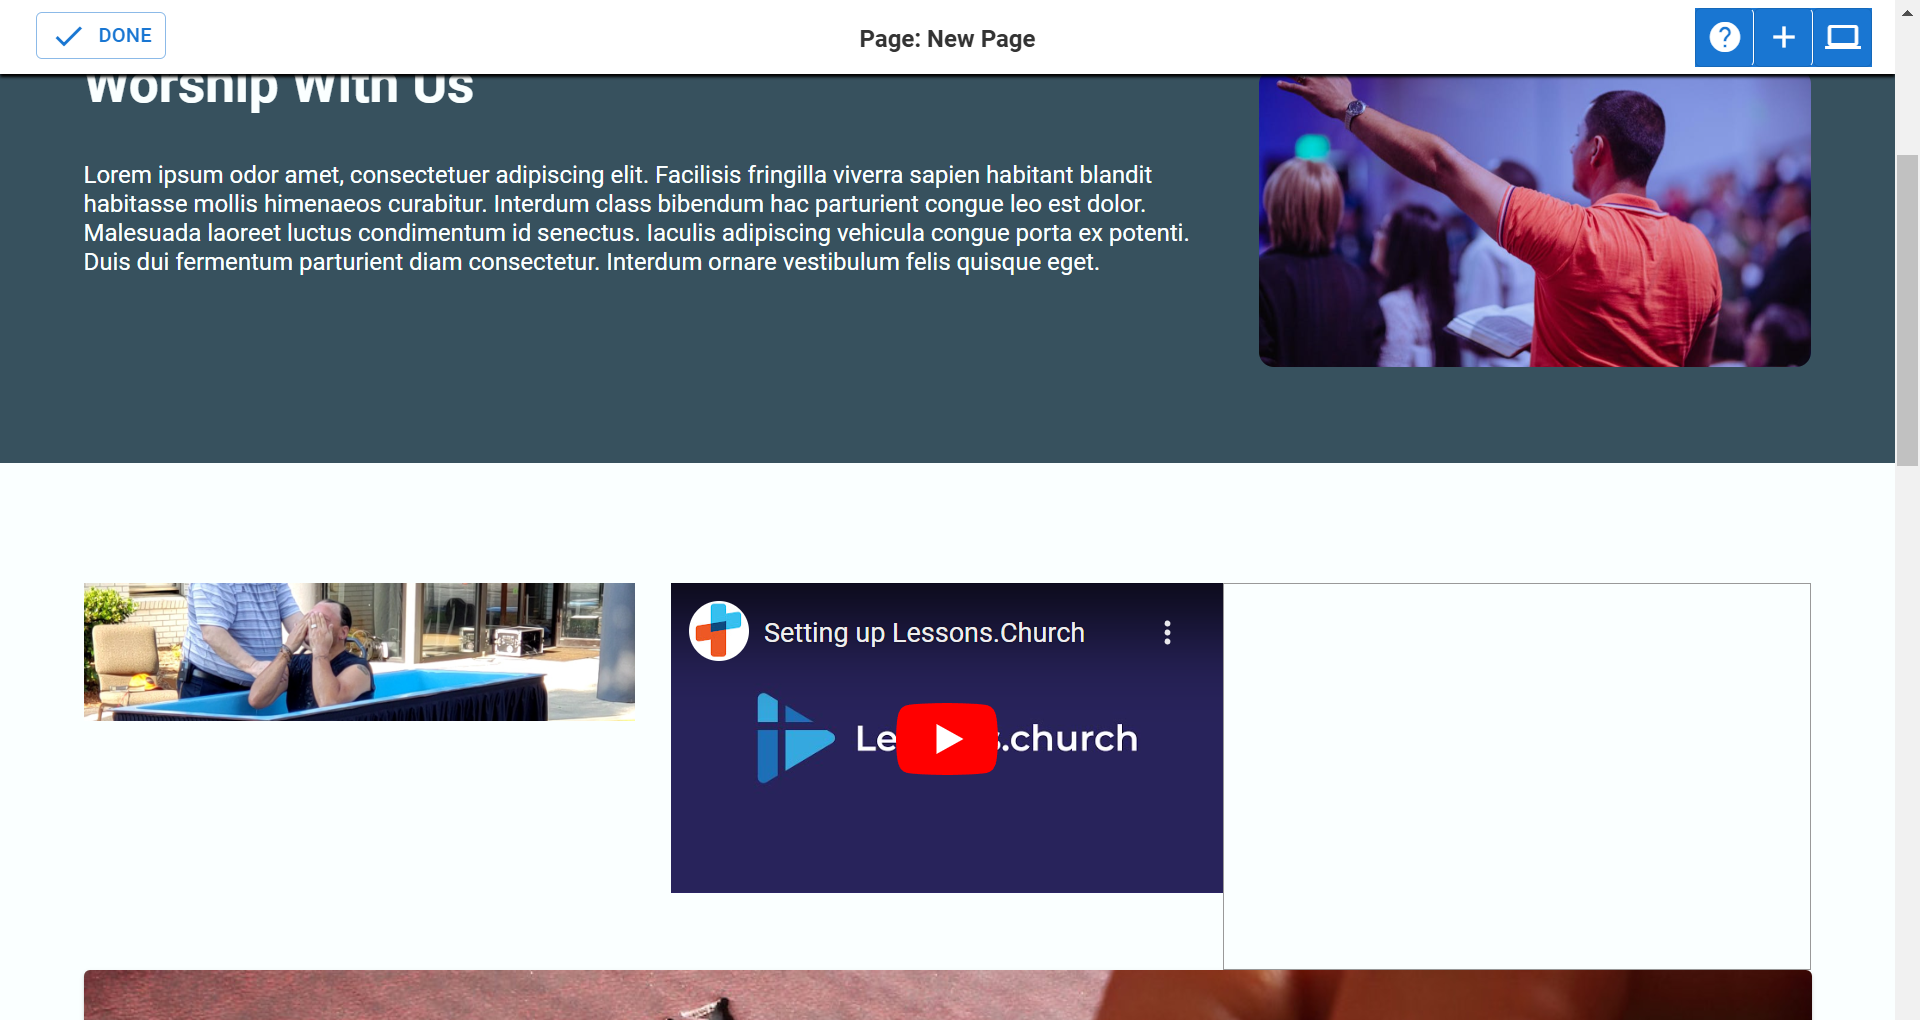 DONE
Page: New Page
Worship With Us
Lorem ipsum odor amet, consectetuer adipiscing elit. Facilisis fringilla viverra sapien habitant blandit
habitasse mollis himenaeos curabitur. Interdum class bibendum hac parturient congue leo est dolor.
Malesuada laoreet luctus condimentum id senectus. Iaculis adipiscing vehicula congue porta ex potenti.
Duis dui fermentum parturient diam consectetur. Interdum ornare vestibulum felis quisque eget.
Setting up Lessons.Church
Le s.church